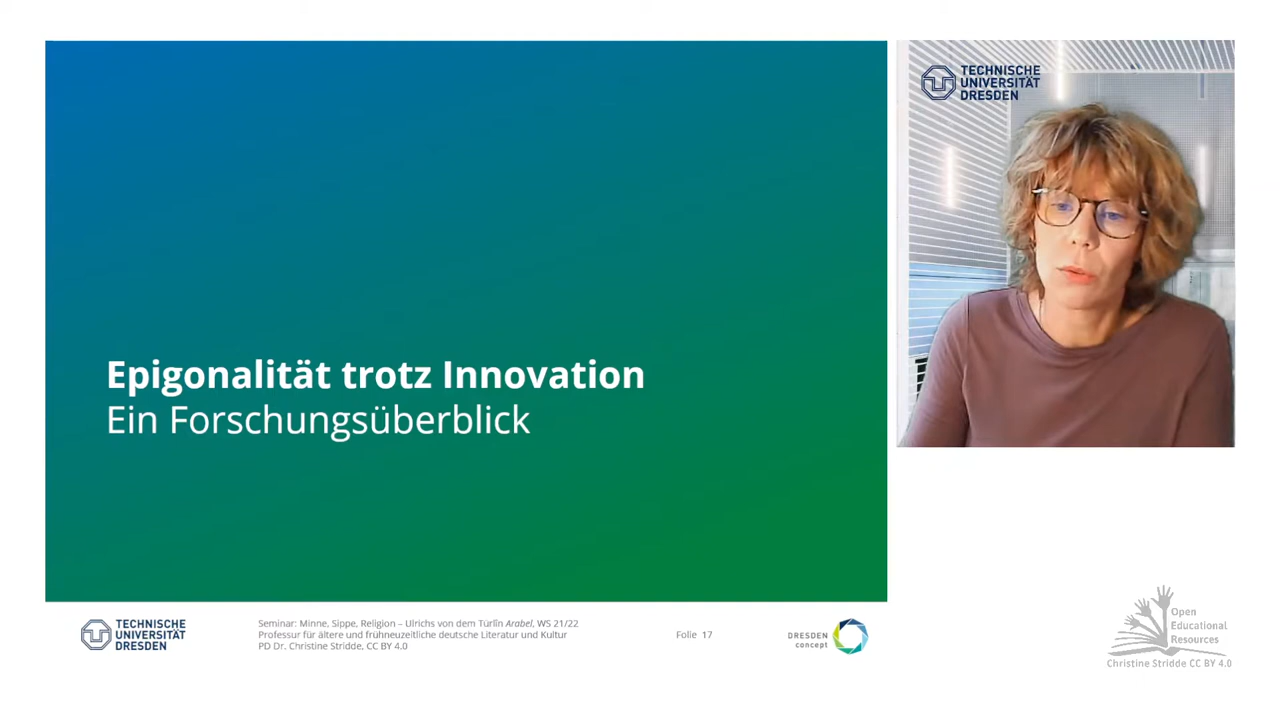 Epigonalität trotz Innovation
Ein Forschungsüberblick
TECHNISCHE
UNIVERSITÄT
DRESDEN
TECHNISCHE
UNIVERSITÄT
DRESDEN
Seminar: Minne, Sippe, Religion – Ulrichs von dem Türlîn Arabel, WS 21/22
Professur für ältere und frühneuzeitliche deutsche Literatur und Kultur
PD Dr. Christine Stridde, CC BY 4.0
Folie 17
DRESDEN
concept
Open
Educational
Resources
Christine Stridde CC BY 4.0